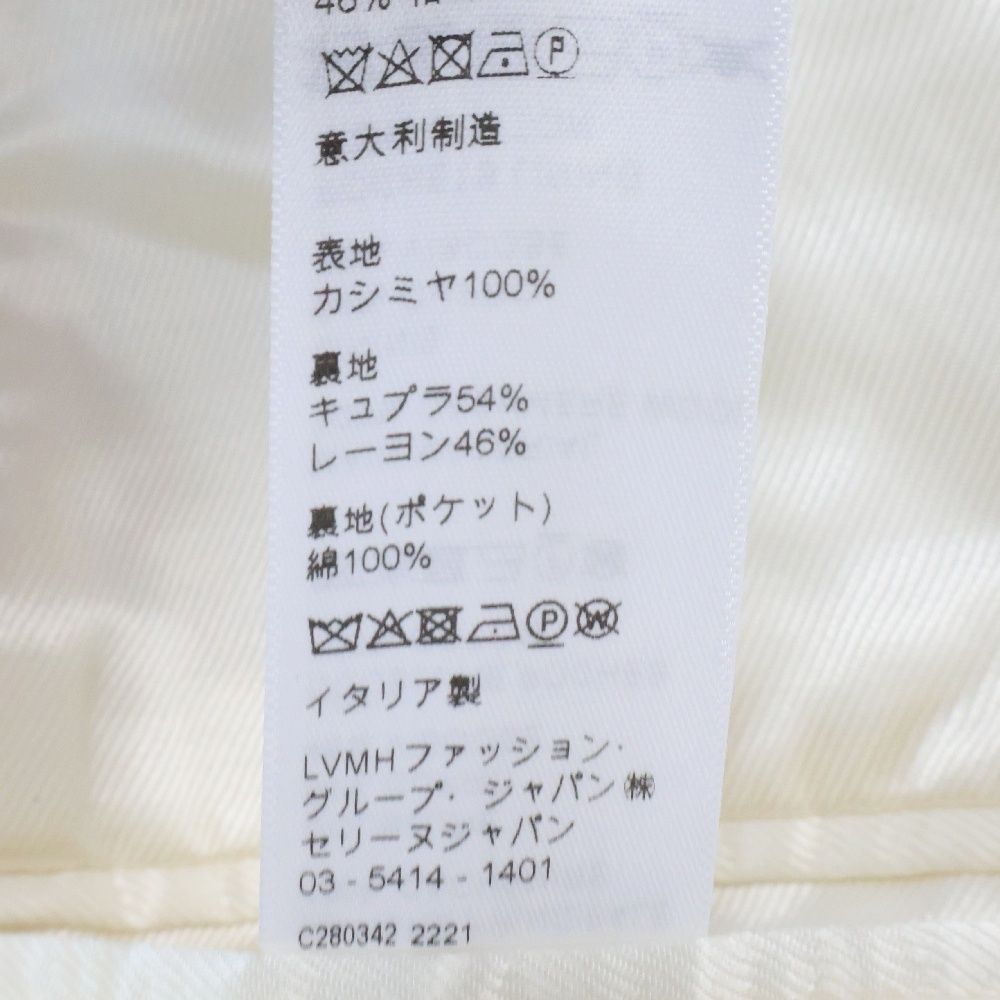 46%
意大利制造
表地
カシミヤ100%
裏地
キュプラ54%
レーヨン46%
裏地(ポケット)
綿100%
イタリア製
LVMHファッション・
グループ・ジャパン㈱
セリーヌジャパン
03 - 5414 - 1401
C280342 2221